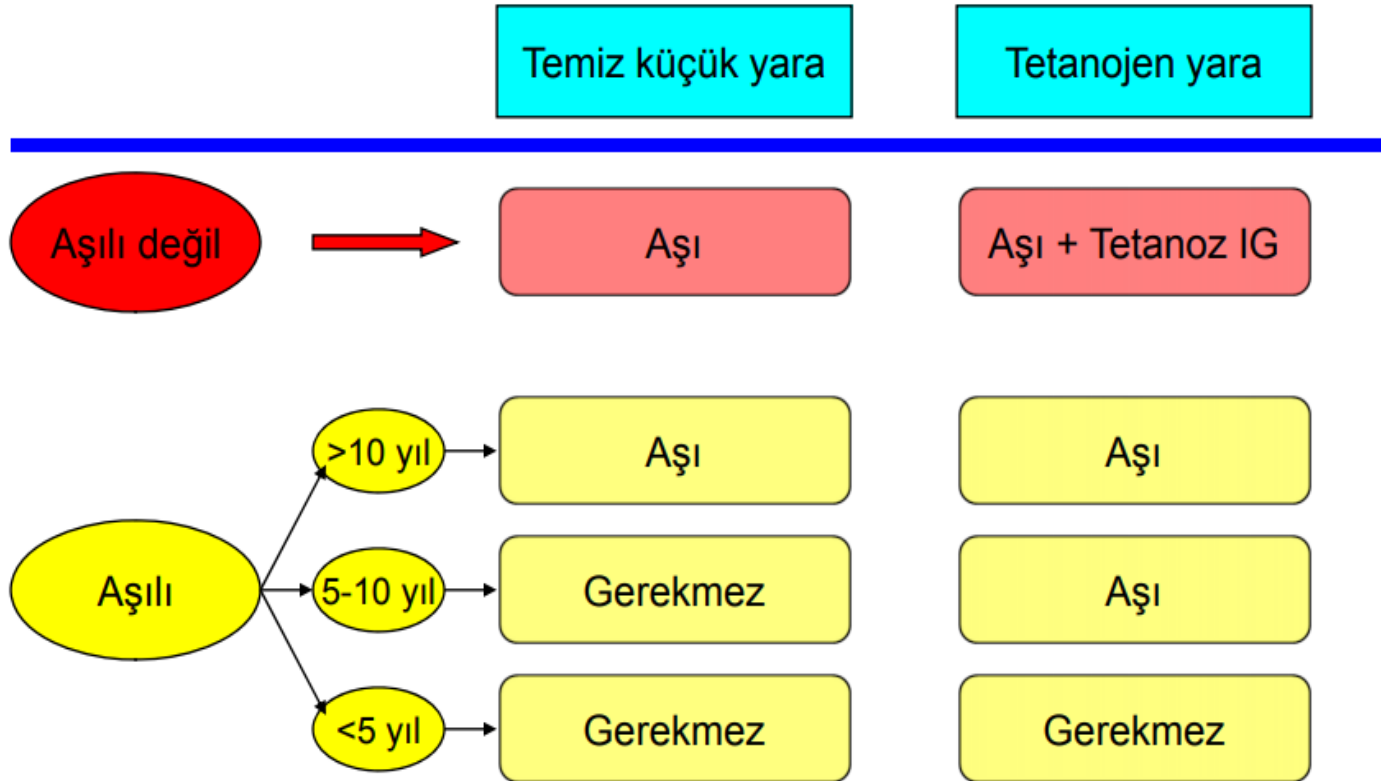 Temiz küçük yara
Tetanojen yara
Aşılı değil
Aşı
Aşı + Tetanoz IG
Aşılı
>10 yıl
Aşı
Aşı
5-10 yıl
Gerekmez
Aşı
<5 yıl
Gerekmez
Gerekmez